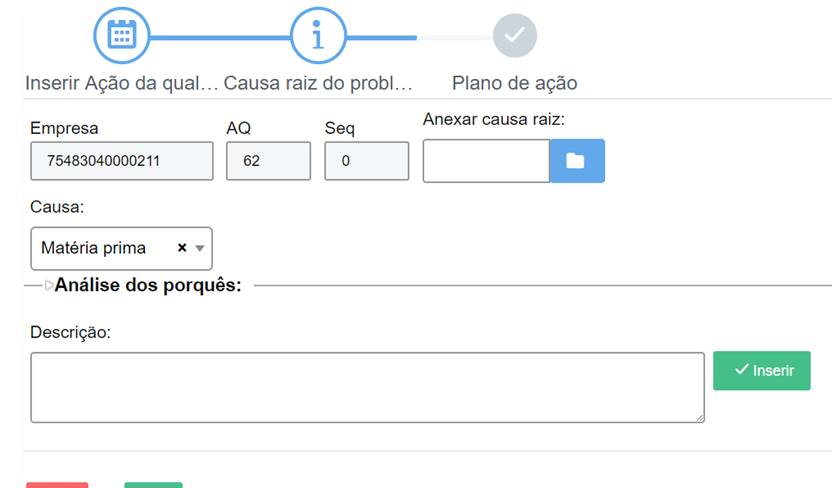 Inserir Ação da qual... Causa raiz do probl... Plano de ação
Empresa AQ Seq Anexar causa raiz:
75483040000211 62 0
Causa:
Matéria prima
Análise dos porquês:
Descrição:
Inserir